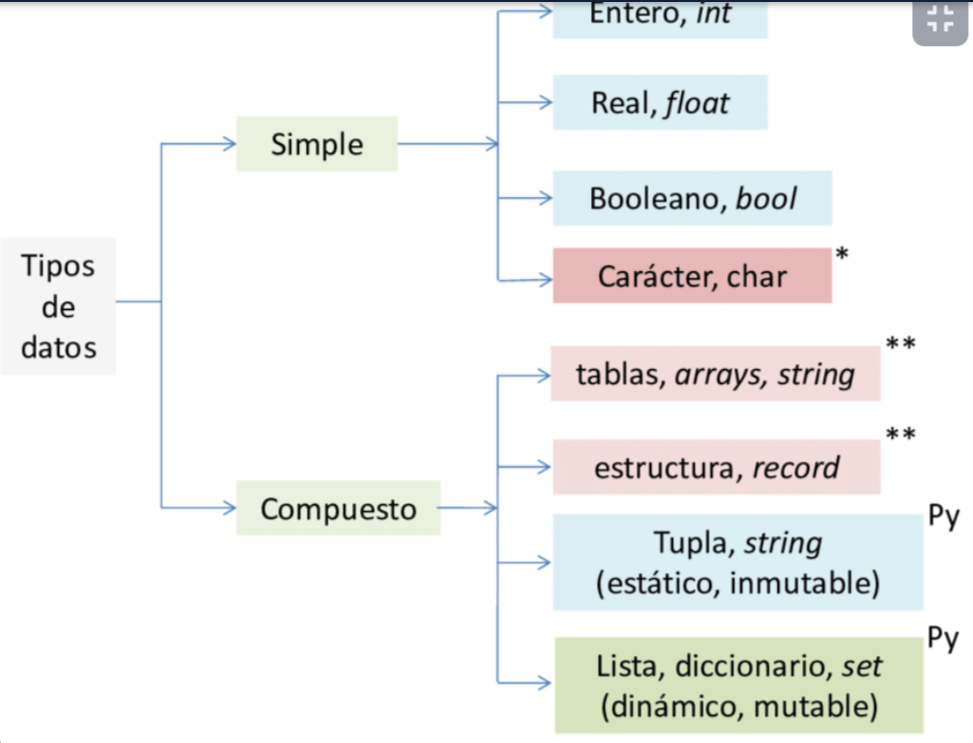 Entero, int
Real, float
Simple
Booleano, bool
*
Carácter, char
Tipos
de
datos
**
tablas, arrays, string
**
estructura, record
Compuesto
Py
Tupla, string
(estático, inmutable)
Py
Lista, diccionario, set
(dinámico, mutable)